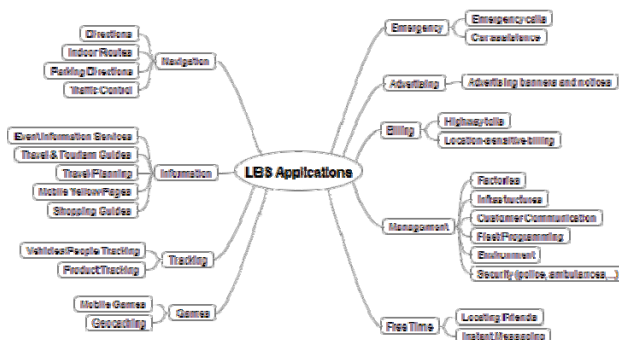 LBS Applications
Navigation
Directions
Indoor Routes
Parking Directions
Traffic Control
Information
Event Information Services
Travel & Tourism Guides
Travel Planning
Mobile Yellow Pages
Shopping Guides
Tracking
Vehicles/People Tracking
Product Tracking
Games
Mobile Games
Geocaching
Emergency
Emergency calls
Car assistance
Advertising
Advertising banners and notices
Billing
Highway tolls
Location-sensitive billing
Management
Factories
Infrastructures
Customer Communication
Fleet Programming
Environment
Security (police, ambulances,...)
Free Time
Locating Friends
Instant Messaging